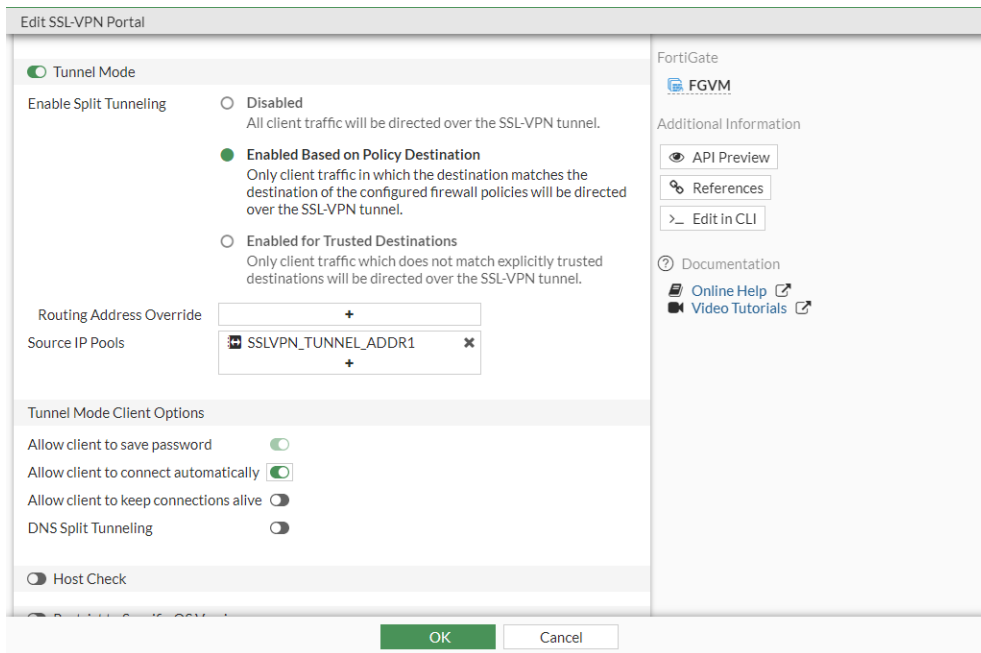 Edit SSL-VPN Portal
Tunnel Mode
Enable Split Tunneling
Disabled
All client traffic will be directed over the SSL-VPN tunnel.
Enabled Based on Policy Destination
Only client traffic in which the destination matches the
destination of the configured firewall policies will be directed
over the SSL-VPN tunnel.
Enabled for Trusted Destinations
Only client traffic which does not match explicitly trusted
destinations will be directed over the SSL-VPN tunnel.
Routing Address Override
+
Source IP Pools
SSLVPN_TUNNEL_ADDR1
+
Tunnel Mode Client Options
Allow client to save password
Allow client to connect automatically
Allow client to keep connections alive
DNS Split Tunneling
Host Check
OK
Cancel
FortiGate
FGVM
Additional Information
API Preview
References
>_ Edit in CLI
Documentation
Online Help
Video Tutorials